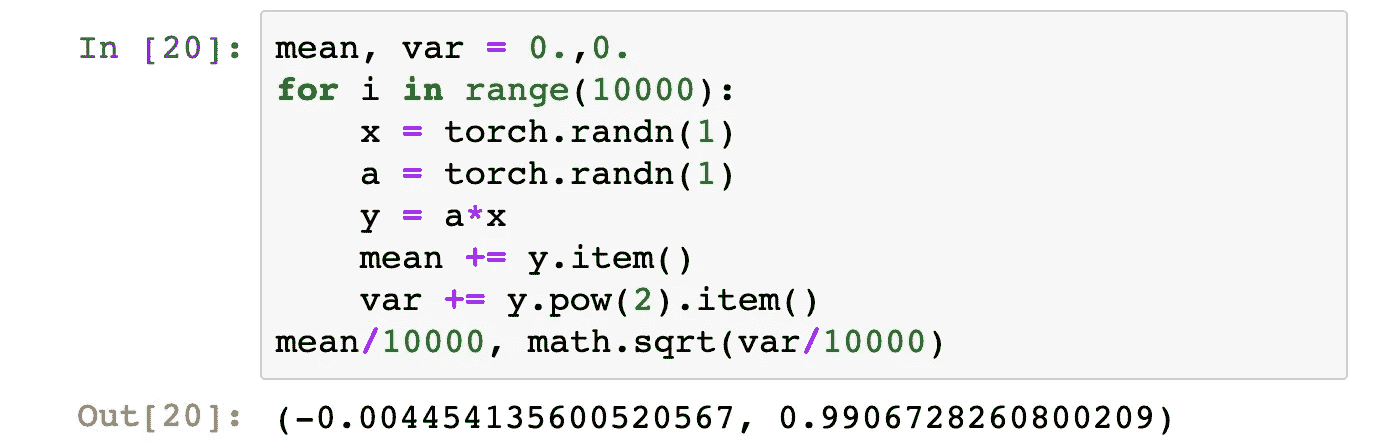 In [20]: mean, var = 0.,0.
for i in range(10000):
    x = torch.randn(1)
    a = torch.randn(1)
    y = a*x
    mean += y.item()
    var += y.pow(2).item()
mean/10000, math.sqrt(var/10000)
Out[20]: (-0.004454135600520567, 0.9906728260800209)